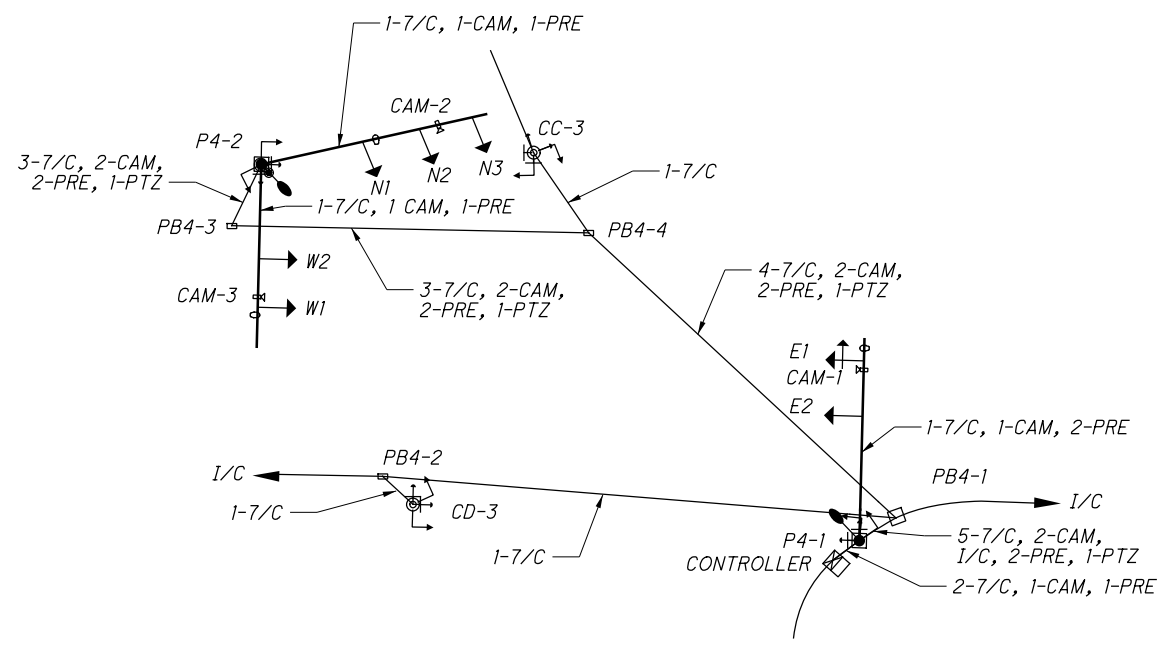 1-7/C, 1-CAM, 1-PRE
CAM-2
P4-2
CC-3
3-7/C, 2-CAM,
2-PRE, 1-PTZ
N1
N2
N3
1-7/C
1-7/C, 1 CAM, 1-PRE
PB4-3
PB4-4
W2
4-7/C, 2-CAM,
2-PRE, 1-PTZ
CAM-3
3-7/C, 2-CAM,
2-PRE, 1-PTZ
W1
E1
CAM-1
E2
1-7/C, 1-CAM, 2-PRE
PB4-2
I/C
PB4-1
I/C
1-7/C
CD-3
1-7/C
P4-1
5-7/C, 2-CAM,
I/C, 2-PRE, 1-PTZ
CONTROLLER
2-7/C, 1-CAM, 1-PRE